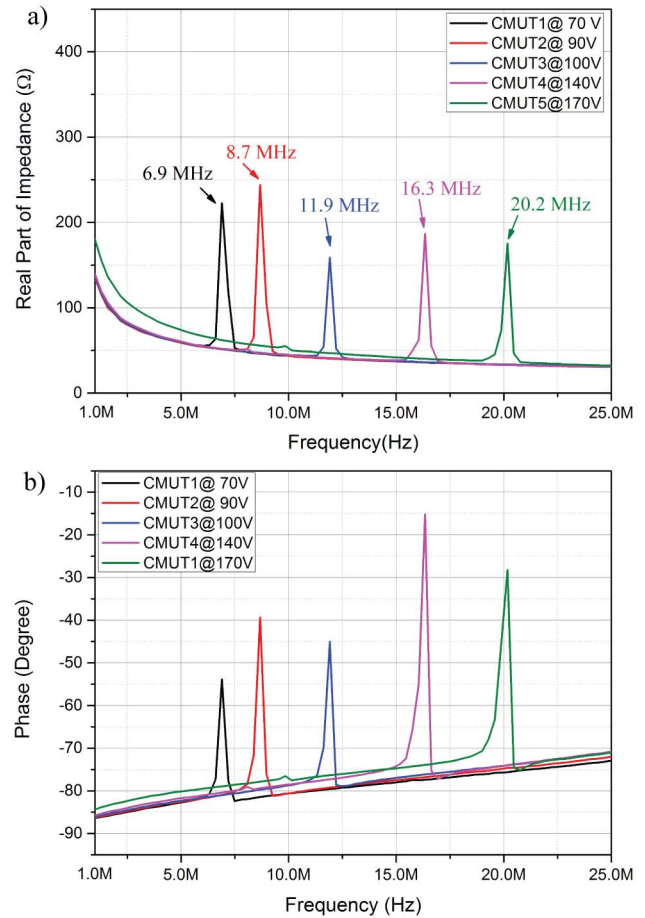 a)
CMUT1@ 70 V
CMUT2@ 90V
CMUT3@100V
CMUT4@140V
CMUT5@170V
450
300
250
200
150
100
50
0
Real Part of Impedance (Ω)
6.9 MHz
8.7 MHz
11.9 MHz
16.3 MHz
20.2 MHz
1.0M 5.0M 10.0M 15.0M 20.0M 25.0M
Frequency(Hz)
b)
CMUT1@ 70V
CMUT2@ 90V
CMUT3@100V
CMUT4@140V
CMUT1@170V
-10
-20
-30
-40
-50
-60
-70
-80
-90
Phase (Degree)
1.0M 5.0M 10.0M 15.0M 20.0M 25.0M
Frequency (Hz)